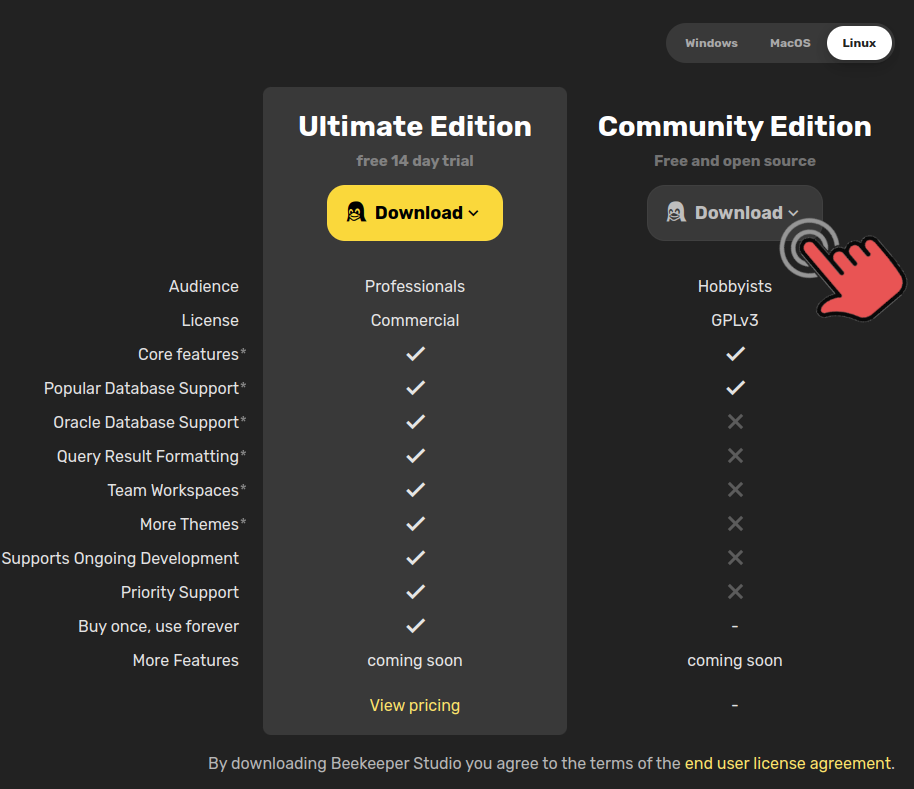 Windows MacOS Linux
Ultimate Edition Community Edition
free 14 day trial Free and open source
Download Download
Audience Professionals Hobbyists
License Commercial GPLv3
Core features*
Popular Database Support*
Oracle Database Support*
Query Result Formatting*
Team Workspaces*
More Themes*
Supports Ongoing Development
Priority Support
Buy once, use forever -
More Features coming soon coming soon
View pricing -
By downloading Beekeeper Studio you agree to the terms of the end user license agreement.